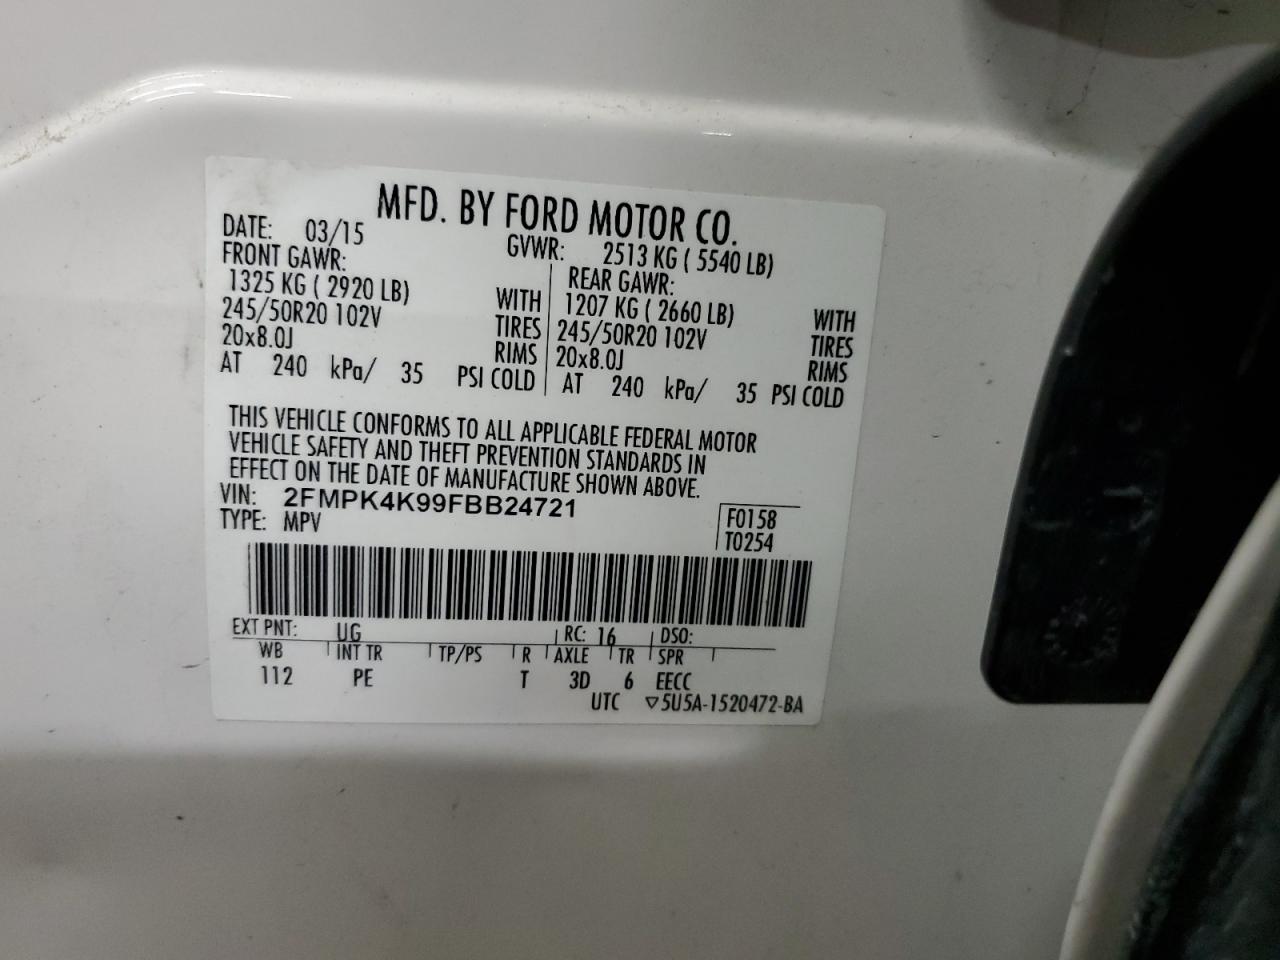 MFD. BY FORD MOTOR CO.
DATE: 03/15 GVWR: 2513 KG ( 5540 LB)
FRONT GAWR: REAR GAWR:
1325 KG ( 2920 LB) WITH 1207 KG ( 2660 LB) WITH
245/50R20 102V TIRES 245/50R20 102V TIRES
20x8.0J RIMS 20x8.0J RIMS
AT 240 kPa/ 35 PSI COLD AT 240 kPa/ 35 PSI COLD
THIS VEHICLE CONFORMS TO ALL APPLICABLE FEDERAL MOTOR
VEHICLE SAFETY AND THEFT PREVENTION STANDARDS IN
EFFECT ON THE DATE OF MANUFACTURE SHOWN ABOVE.
VIN: 2FMPK4K99FBB24721
TYPE: MPV
F0158
T0254
EXT PNT: UG RC: 16 DSO:
WB INT TR TP/PS R AXLE TR SPR
112 PE T 3D 6 EECC
UTC ▽5U5A-1520472-BA